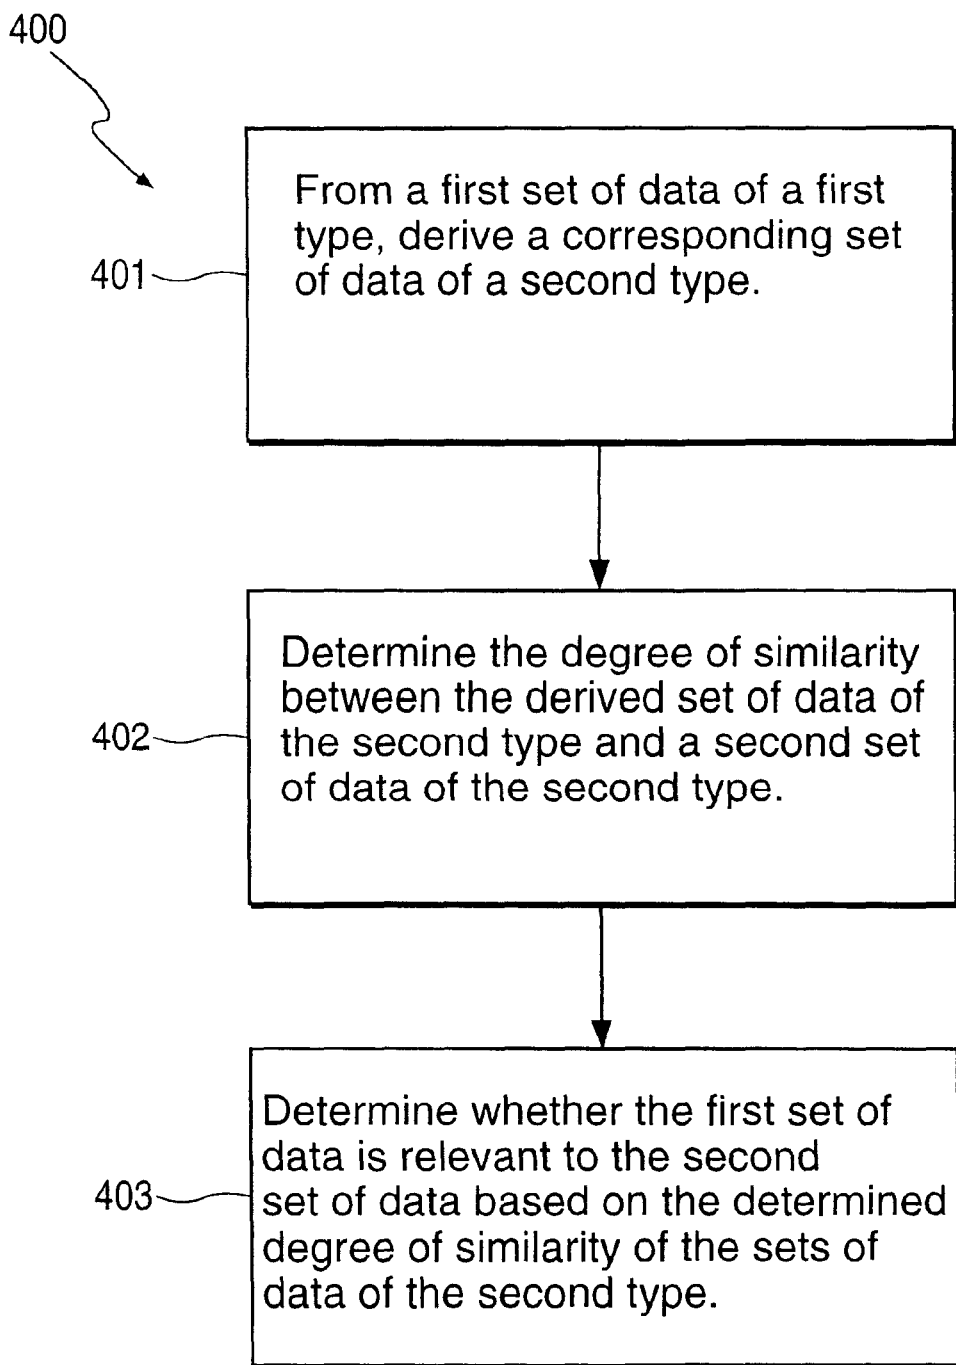 400
401
From a first set of data of a first
type, derive a corresponding set
of data of a second type.
402
Determine the degree of similarity
between the derived set of data of
the second type and a second set
of data of the second type.
403
Determine whether the first set of
data is relevant to the second
set of data based on the determined
degree of similarity of the sets of
data of the second type.